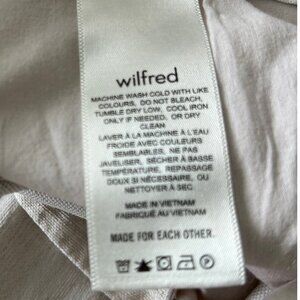 wilfred
MACHINE WASH COLD WITH LIKE
COLOURS, DO NOT BLEACH,
TUMBLE DRY LOW, COOL IRON
ONLY IF NEEDED, OR DRY
CLEAN
LAVER À LA MACHINE À L'EAU
FROIDE AVEC COULEURS
SEMBLABLES, NE PAS
JAVELISER, SÉCHER À BASSE
TEMPÉRATURE, REPASSAGE
DOUX SI NÉCESSAIRE, OU
NETTOYER À SEC
MADE IN VIETNAM
FABRIQUÉ AU VIETNAM
MADE FOR EACH OTHER.